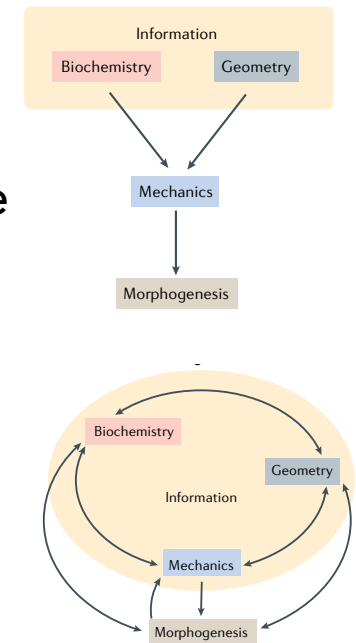 Information
Biochemistry
Geometry
e
Mechanics
Morphogenesis
Biochemistry
Geometry
Information
Mechanics
Morphogenesis